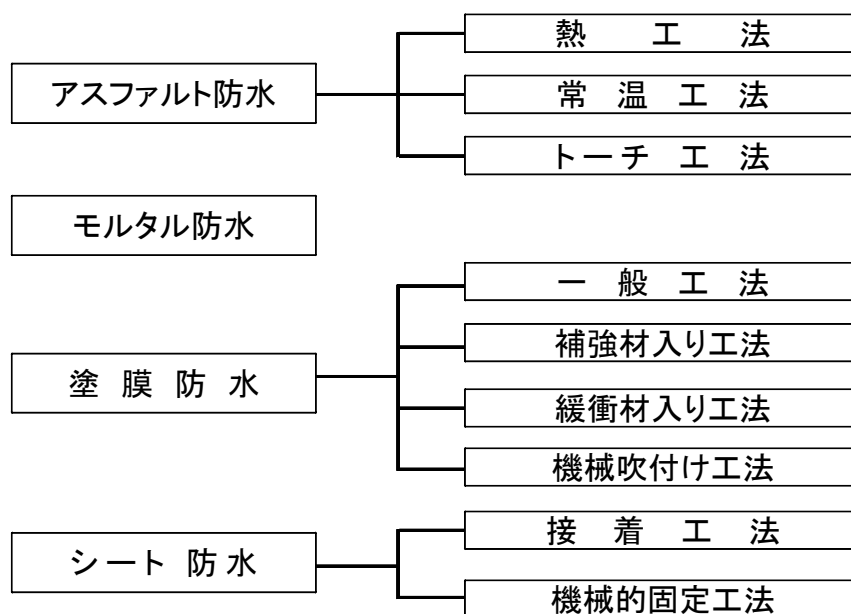 アスファルト防水
熱工法
常温工法
トーチ工法
モルタル防水
塗膜防水
一般工法
補強材入り工法
緩衝材入り工法
機械吹付け工法
シート防水
接着工法
機械的固定工法